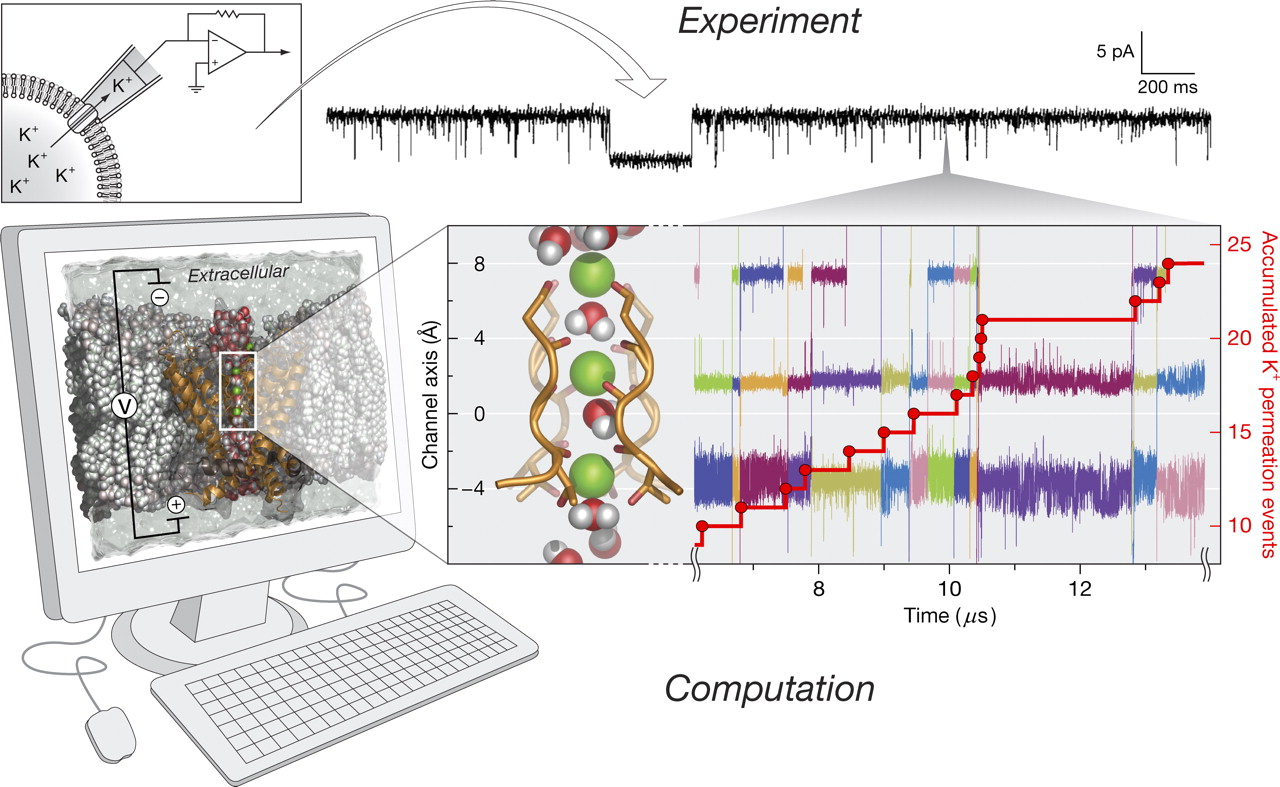 Experiment
5 pA
200 ms
−
+
K⁺
K⁺
K⁺
K⁺
K⁺
Extracellular
−
V
+
Channel axis (Å)
8
4
0
−4
25
20
15
10
Accumulated K⁺ permeation events
8
10
12
Time (μs)
Computation